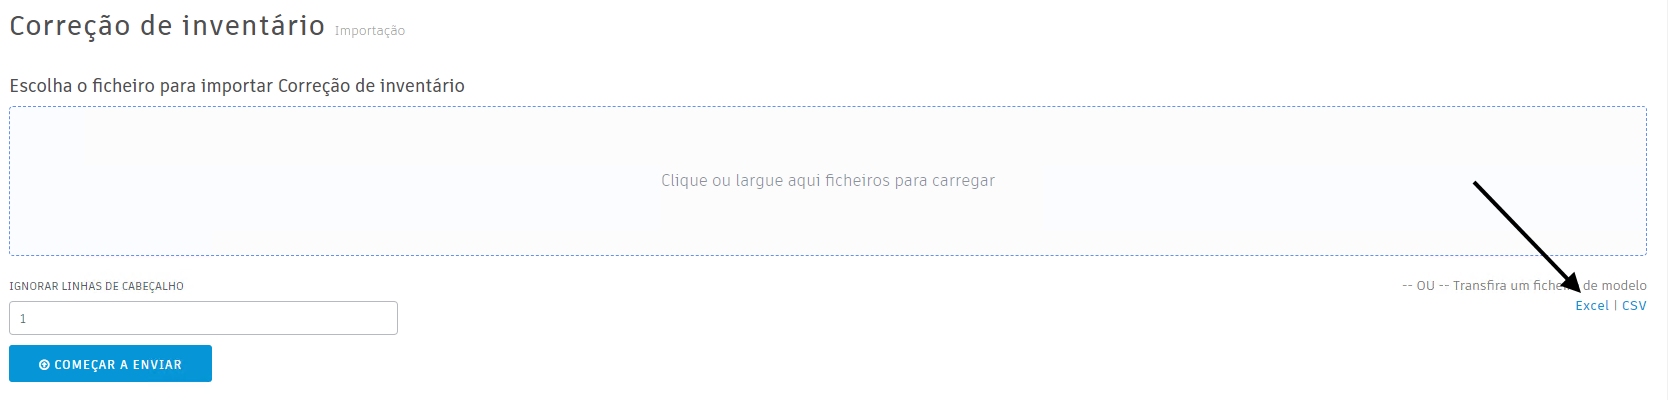 Correção de inventário Importação
Escolha o ficheiro para importar Correção de inventário
Clique ou largue aqui ficheiros para carregar
IGNORAR LINHAS DE CABEÇALHO
-- OU -- Transfira um ficheiro de modelo
1
Excel | CSV
COMEÇAR A ENVIAR